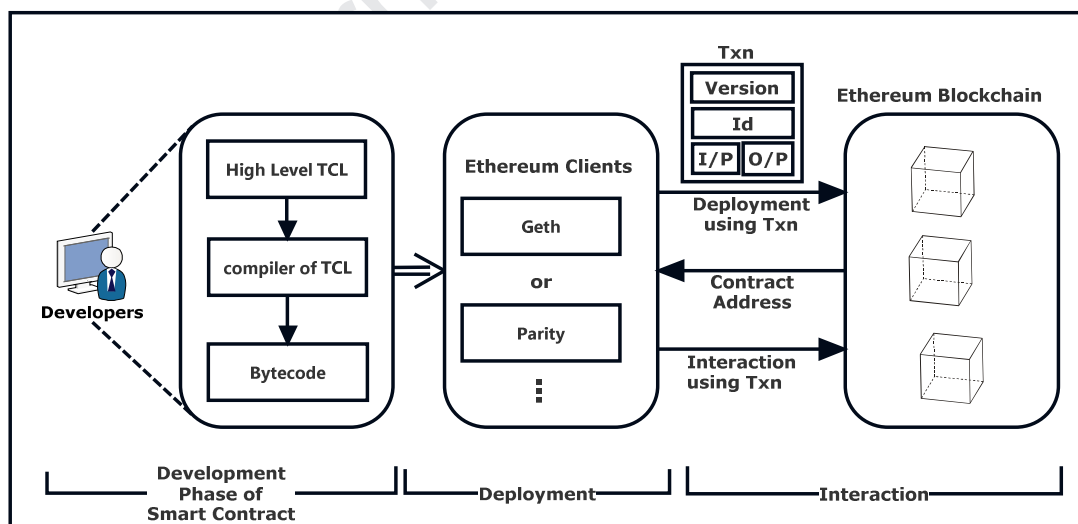 Developers
High Level TCL
compiler of TCL
Bytecode
Ethereum Clients
Geth
or
Parity
Txn
Version
Id
I/P O/P
Deployment
using Txn
Contract
Address
Interaction
using Txn
Ethereum Blockchain
Development
Phase of
Smart Contract
Deployment
Interaction